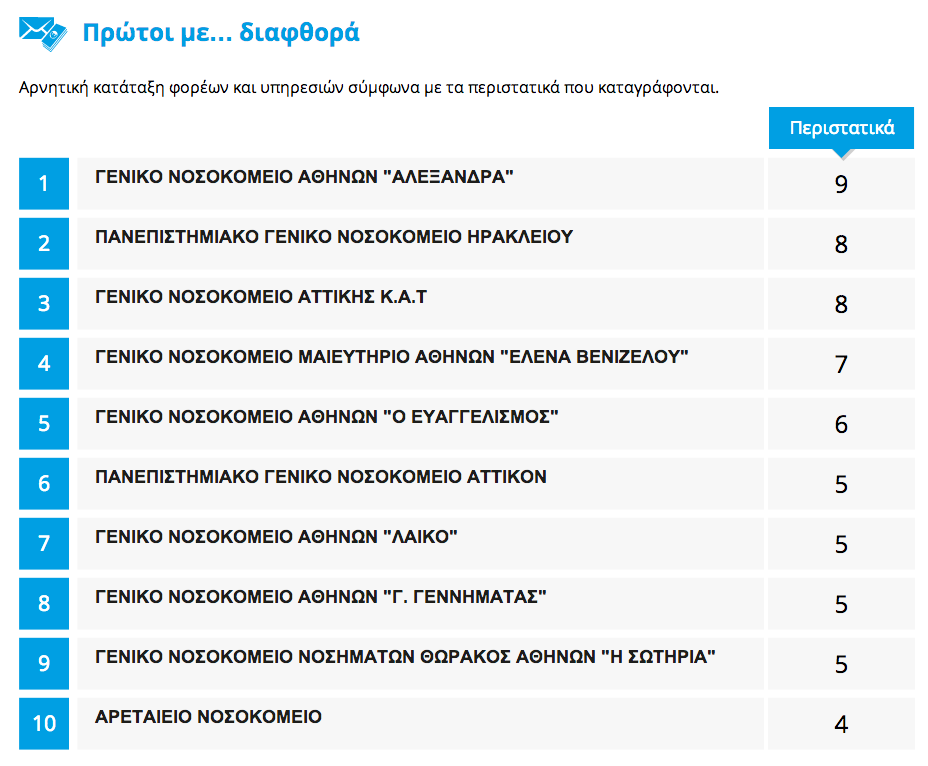 Πρώτοι με... διαφθορά
Αρνητική κατάταξη φορέων και υπηρεσιών σύμφωνα με τα περιστατικά που καταγράφονται.
Περιστατικά
1 ΓΕΝΙΚΟ ΝΟΣΟΚΟΜΕΙΟ ΑΘΗΝΩΝ "ΑΛΕΞΑΝΔΡΑ" 9
2 ΠΑΝΕΠΙΣΤΗΜΙΑΚΟ ΓΕΝΙΚΟ ΝΟΣΟΚΟΜΕΙΟ ΗΡΑΚΛΕΙΟΥ 8
3 ΓΕΝΙΚΟ ΝΟΣΟΚΟΜΕΙΟ ΑΤΤΙΚΗΣ Κ.Α.Τ 8
4 ΓΕΝΙΚΟ ΝΟΣΟΚΟΜΕΙΟ ΜΑΙΕΥΤΗΡΙΟ ΑΘΗΝΩΝ "ΕΛΕΝΑ ΒΕΝΙΖΕΛΟΥ" 7
5 ΓΕΝΙΚΟ ΝΟΣΟΚΟΜΕΙΟ ΑΘΗΝΩΝ "Ο ΕΥΑΓΓΕΛΙΣΜΟΣ" 6
6 ΠΑΝΕΠΙΣΤΗΜΙΑΚΟ ΓΕΝΙΚΟ ΝΟΣΟΚΟΜΕΙΟ ΑΤΤΙΚΟΝ 5
7 ΓΕΝΙΚΟ ΝΟΣΟΚΟΜΕΙΟ ΑΘΗΝΩΝ "ΛΑΙΚΟ" 5
8 ΓΕΝΙΚΟ ΝΟΣΟΚΟΜΕΙΟ ΑΘΗΝΩΝ "Γ. ΓΕΝΝΗΜΑΤΑΣ" 5
9 ΓΕΝΙΚΟ ΝΟΣΟΚΟΜΕΙΟ ΝΟΣΗΜΑΤΩΝ ΘΩΡΑΚΟΣ ΑΘΗΝΩΝ "Η ΣΩΤΗΡΙΑ" 5
10 ΑΡΕΤΑΙΕΙΟ ΝΟΣΟΚΟΜΕΙΟ 4